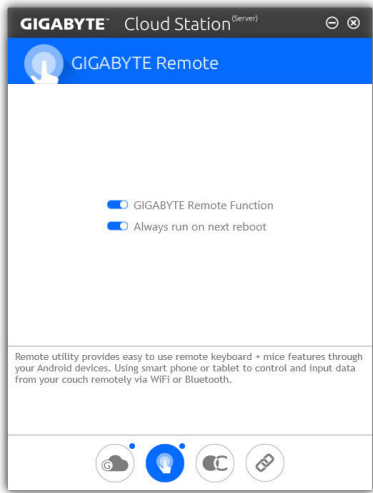 GIGABYTE™ Cloud Station (Server)
GIGABYTE Remote
GIGABYTE Remote Function
Always run on next reboot
Remote utility provides easy to use remote keyboard + mice features through
your Android devices. Using smart phone or tablet to control and input data
from your couch remotely via WiFi or Bluetooth.
G